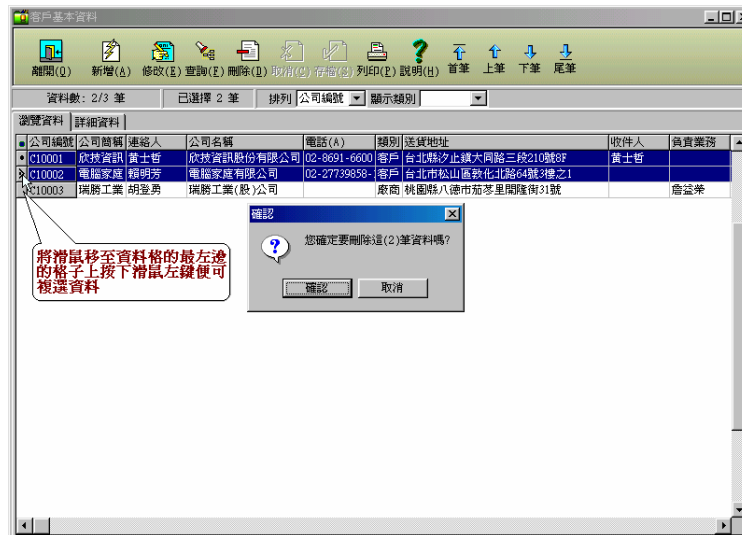 客戶基本資料
離開(Q) 新增(A) 修改(E) 查詢(F) 刪除(D) 取消(C) 存檔(S) 列印(P) 說明(H) 首筆 上筆 下筆 尾筆
資料數: 2/3 筆 已選擇 2 筆 排列 公司編號 顯示類別
瀏覽資料 詳細資料
公司編號 公司簡稱 連絡人 公司名稱 電話(A) 類別 送貨地址 收件人 負責業務
C10001 欣技資訊 黃士哲 欣技資訊股份有限公司 02-8691-6600 客戶 台北縣汐止鎮大同路三段210號8F 黃士哲
C10002 電腦家庭 賴明芳 電腦家庭有限公司 02-27739858- 客戶 台北市松山區敦化北路64號3樓之1
C10003 瑞勝工業 胡登勇 瑞勝工業(股)公司 廠商 桃園縣八德市茄苳里開隆街31號 詹益榮
確認
您確定要刪除這(2)筆資料嗎?
確認 取消
將滑鼠移至資料格的最左邊
的格子上按下滑鼠左鍵便可
複選資料